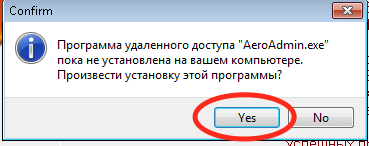 Confirm
Программа удаленного доступа "AeroAdmin.exe"
пока не установлена на вашем компьютере.
Произвести установку этой программы?
Yes
No